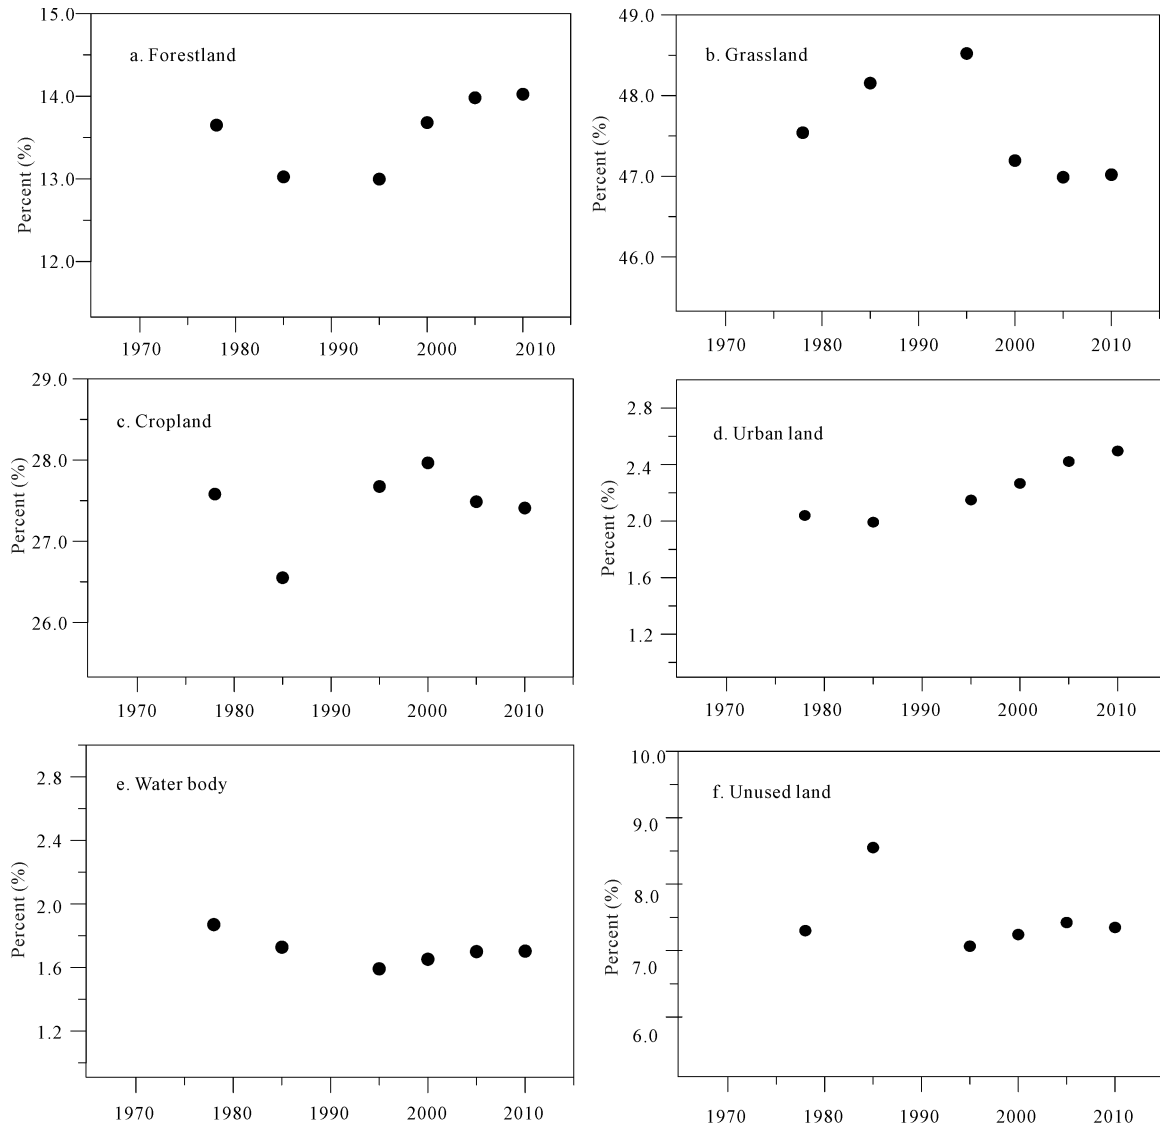 a. Forestland
Percent (%)
15.0
14.0
13.0
12.0
1970 1980 1990 2000 2010
b. Grassland
Percent (%)
49.0
48.0
47.0
46.0
1970 1980 1990 2000 2010
c. Cropland
Percent (%)
29.0
28.0
27.0
26.0
1970 1980 1990 2000 2010
d. Urban land
Percent (%)
2.8
2.4
2.0
1.6
1.2
1970 1980 1990 2000 2010
e. Water body
Percent (%)
2.8
2.4
2.0
1.6
1.2
1970 1980 1990 2000 2010
f. Unused land
Percent (%)
10.0
9.0
8.0
7.0
6.0
1970 1980 1990 2000 2010